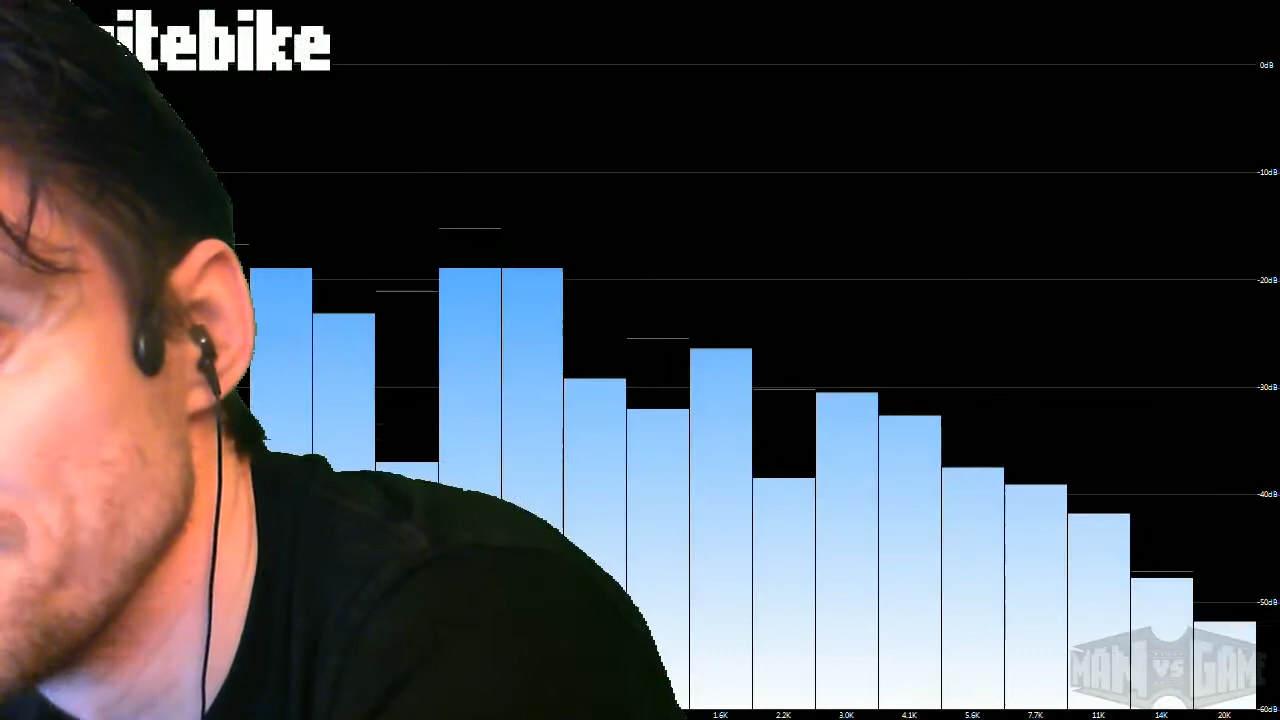 itebike
0dB
-10dB
-20dB
-30dB
-40dB
-50dB
-60dB
1.6K 2.2K 3.0K 4.1K 5.6K 7.7K 11K 14K 20K
MAN VS GAME